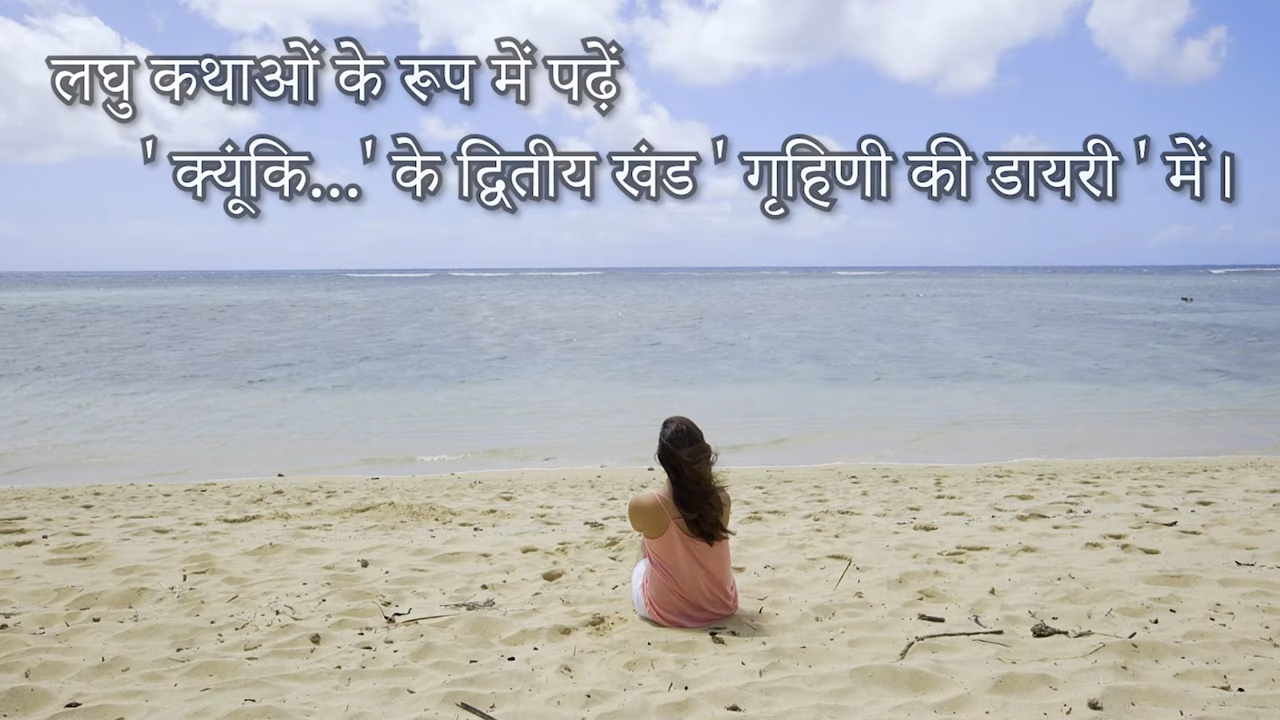 लघु कथाओं के रूप में पढ़ें
' क्यूंकि...' के द्वितीय खंड ' गृहिणी की डायरी ' में।